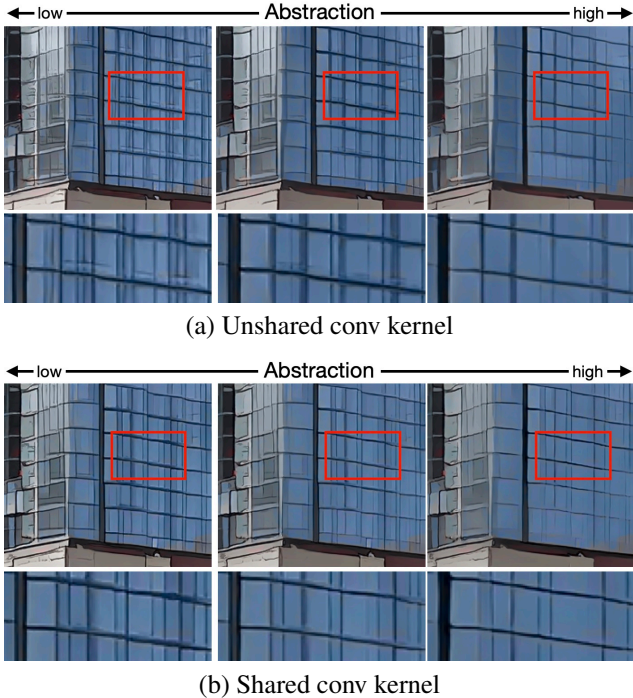 low Abstraction high
(a) Unshared conv kernel
low Abstraction high
(b) Shared conv kernel